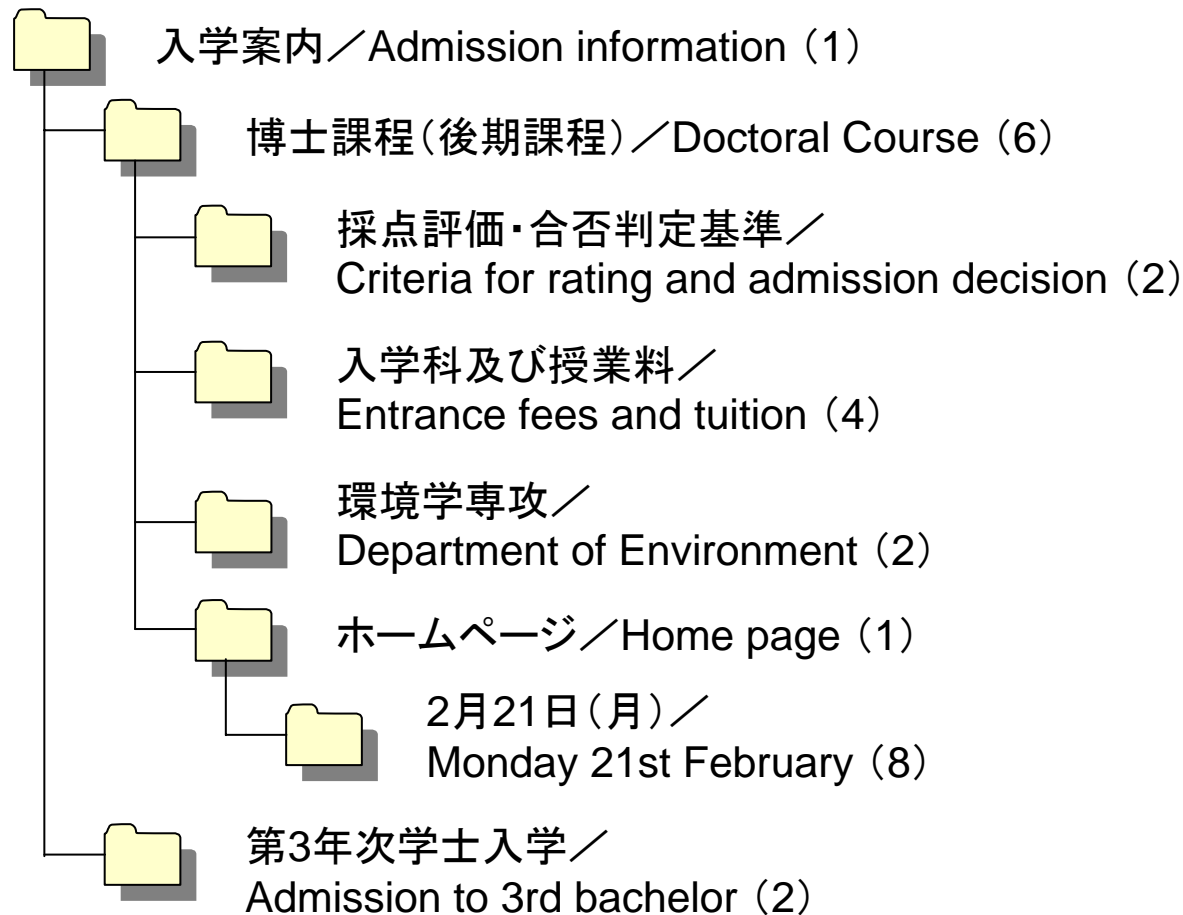 入学案内／Admission information（1）
博士課程（後期課程）／Doctoral Course（6）
採点評価・合否判定基準／
Criteria for rating and admission decision（2）
入学科及び授業料／
Entrance fees and tuition（4）
環境学専攻／
Department of Environment（2）
ホームページ／Home page（1）
2月21日（月）／
Monday 21st February（8）
第3年次学士入学／
Admission to 3rd bachelor（2）